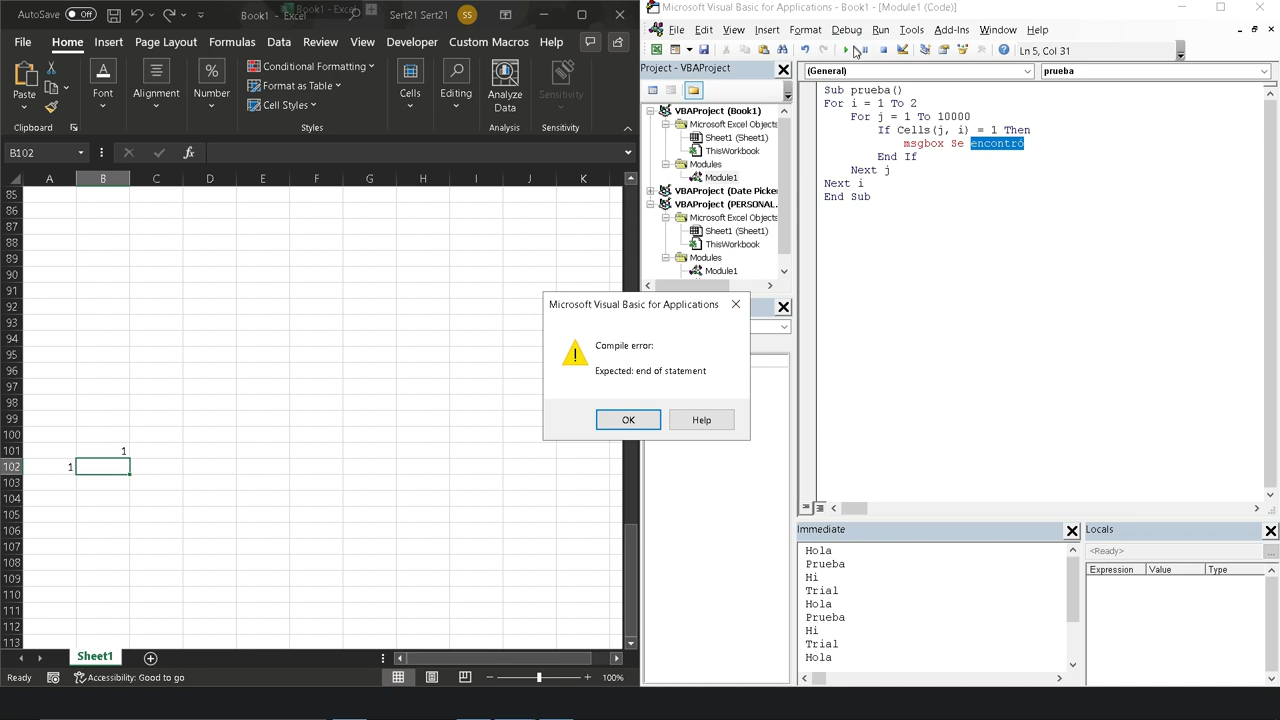 AutoSave Off
Book1 - Excel
Book1 - Excel
Sert21 Sert21
SS
File Home Insert Page Layout Formulas Data Review View Developer Custom Macros Help
Paste
Clipboard
Font
Alignment
Number
Conditional Formatting
Format as Table
Cell Styles
Styles
Cells
Editing
Analyze
Data
Analysis
Sensitivity
Sensitivity
B102
fx
A B C D E F G H I J K
85
86
87
88
89
90
91
92
93
94
95
96
97
98
99
100
101 1
102 1
103
104
105
106
107
108
109
110
111
112
113
Sheet1
Ready
Accessibility: Good to go
100%
Microsoft Visual Basic for Applications - Book1 - [Module1 (Code)]
File Edit View Insert Format Debug Run Tools Add-Ins Window Help
Ln 5, Col 31
Project - VBAProject
VBAProject (Book1)
Microsoft Excel Objects
Sheet1 (Sheet1)
ThisWorkbook
Modules
Module1
VBAProject (Date Picke
VBAProject (PERSONAL.
Microsoft Excel Objects
Sheet1 (Sheet1)
ThisWorkbook
Modules
Module1
(General)
prueba
Sub prueba()
For i = 1 To 2
For j = 1 To 10000
If Cells(j, i) = 1 Then
msgbox Se encontró
End If
Next j
Next i
End Sub
Microsoft Visual Basic for Applications
Compile error:
Expected: end of statement
OK
Help
Immediate
Hola
Prueba
Hi
Trial
Hola
Prueba
Hi
Trial
Hola
Locals
<Ready>
Expression Value Type